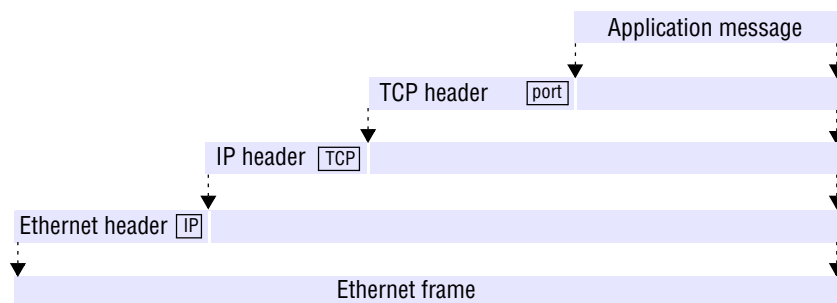 Application message
TCP header port
IP header TCP
Ethernet header IP
Ethernet frame